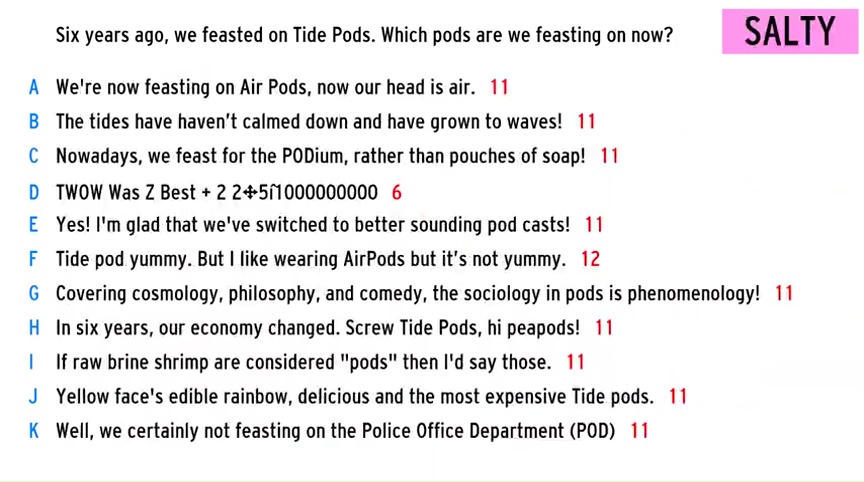 Six years ago, we feasted on Tide Pods. Which pods are we feasting on now?
SALTY
A We're now feasting on Air Pods, now our head is air. 11
B The tides have haven't calmed down and have grown to waves! 11
C Nowadays, we feast for the PODium, rather than pouches of soap! 11
D TWOW Was Z Best + 2 2✢5í1000000000 6
E Yes! I'm glad that we've switched to better sounding pod casts! 11
F Tide pod yummy. But I like wearing AirPods but it's not yummy. 12
G Covering cosmology, philosophy, and comedy, the sociology in pods is phenomenology! 11
H In six years, our economy changed. Screw Tide Pods, hi peapods! 11
I If raw brine shrimp are considered "pods" then I'd say those. 11
J Yellow face's edible rainbow, delicious and the most expensive Tide pods. 11
K Well, we certainly not feasting on the Police Office Department (POD) 11